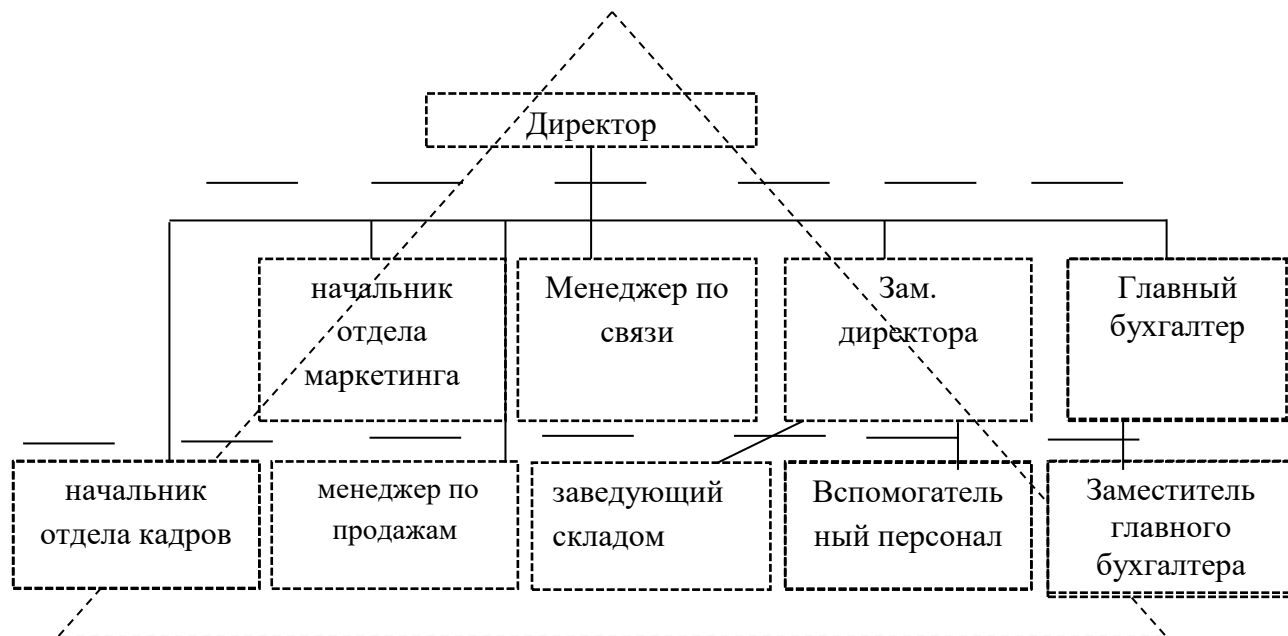 Директор
начальник
отдела
маркетинга
Менеджер по
связи
Зам.
директора
Главный
бухгалтер
начальник
отдела кадров
менеджер по
продажам
заведующий
складом
Вспомогатель
ный персонал
Заместитель
главного
бухгалтера